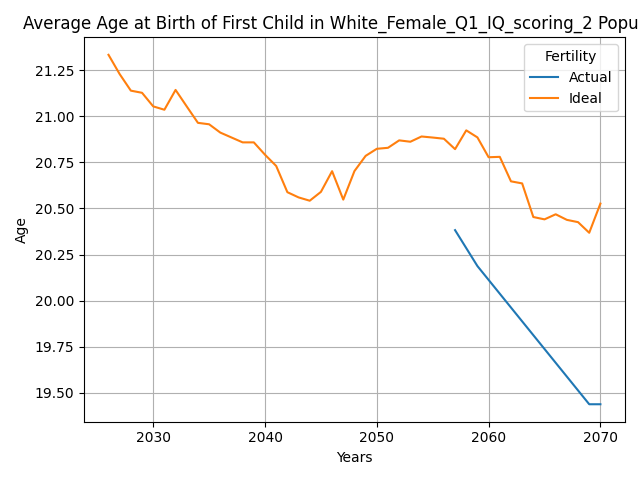 Average Age at Birth of First Child in White_Female_Q1_IQ_scoring_2 Popu
Fertility
Actual
Ideal
21.25
21.00
20.75
20.50
20.25
20.00
19.75
19.50
Age
2030 2040 2050 2060 2070
Years